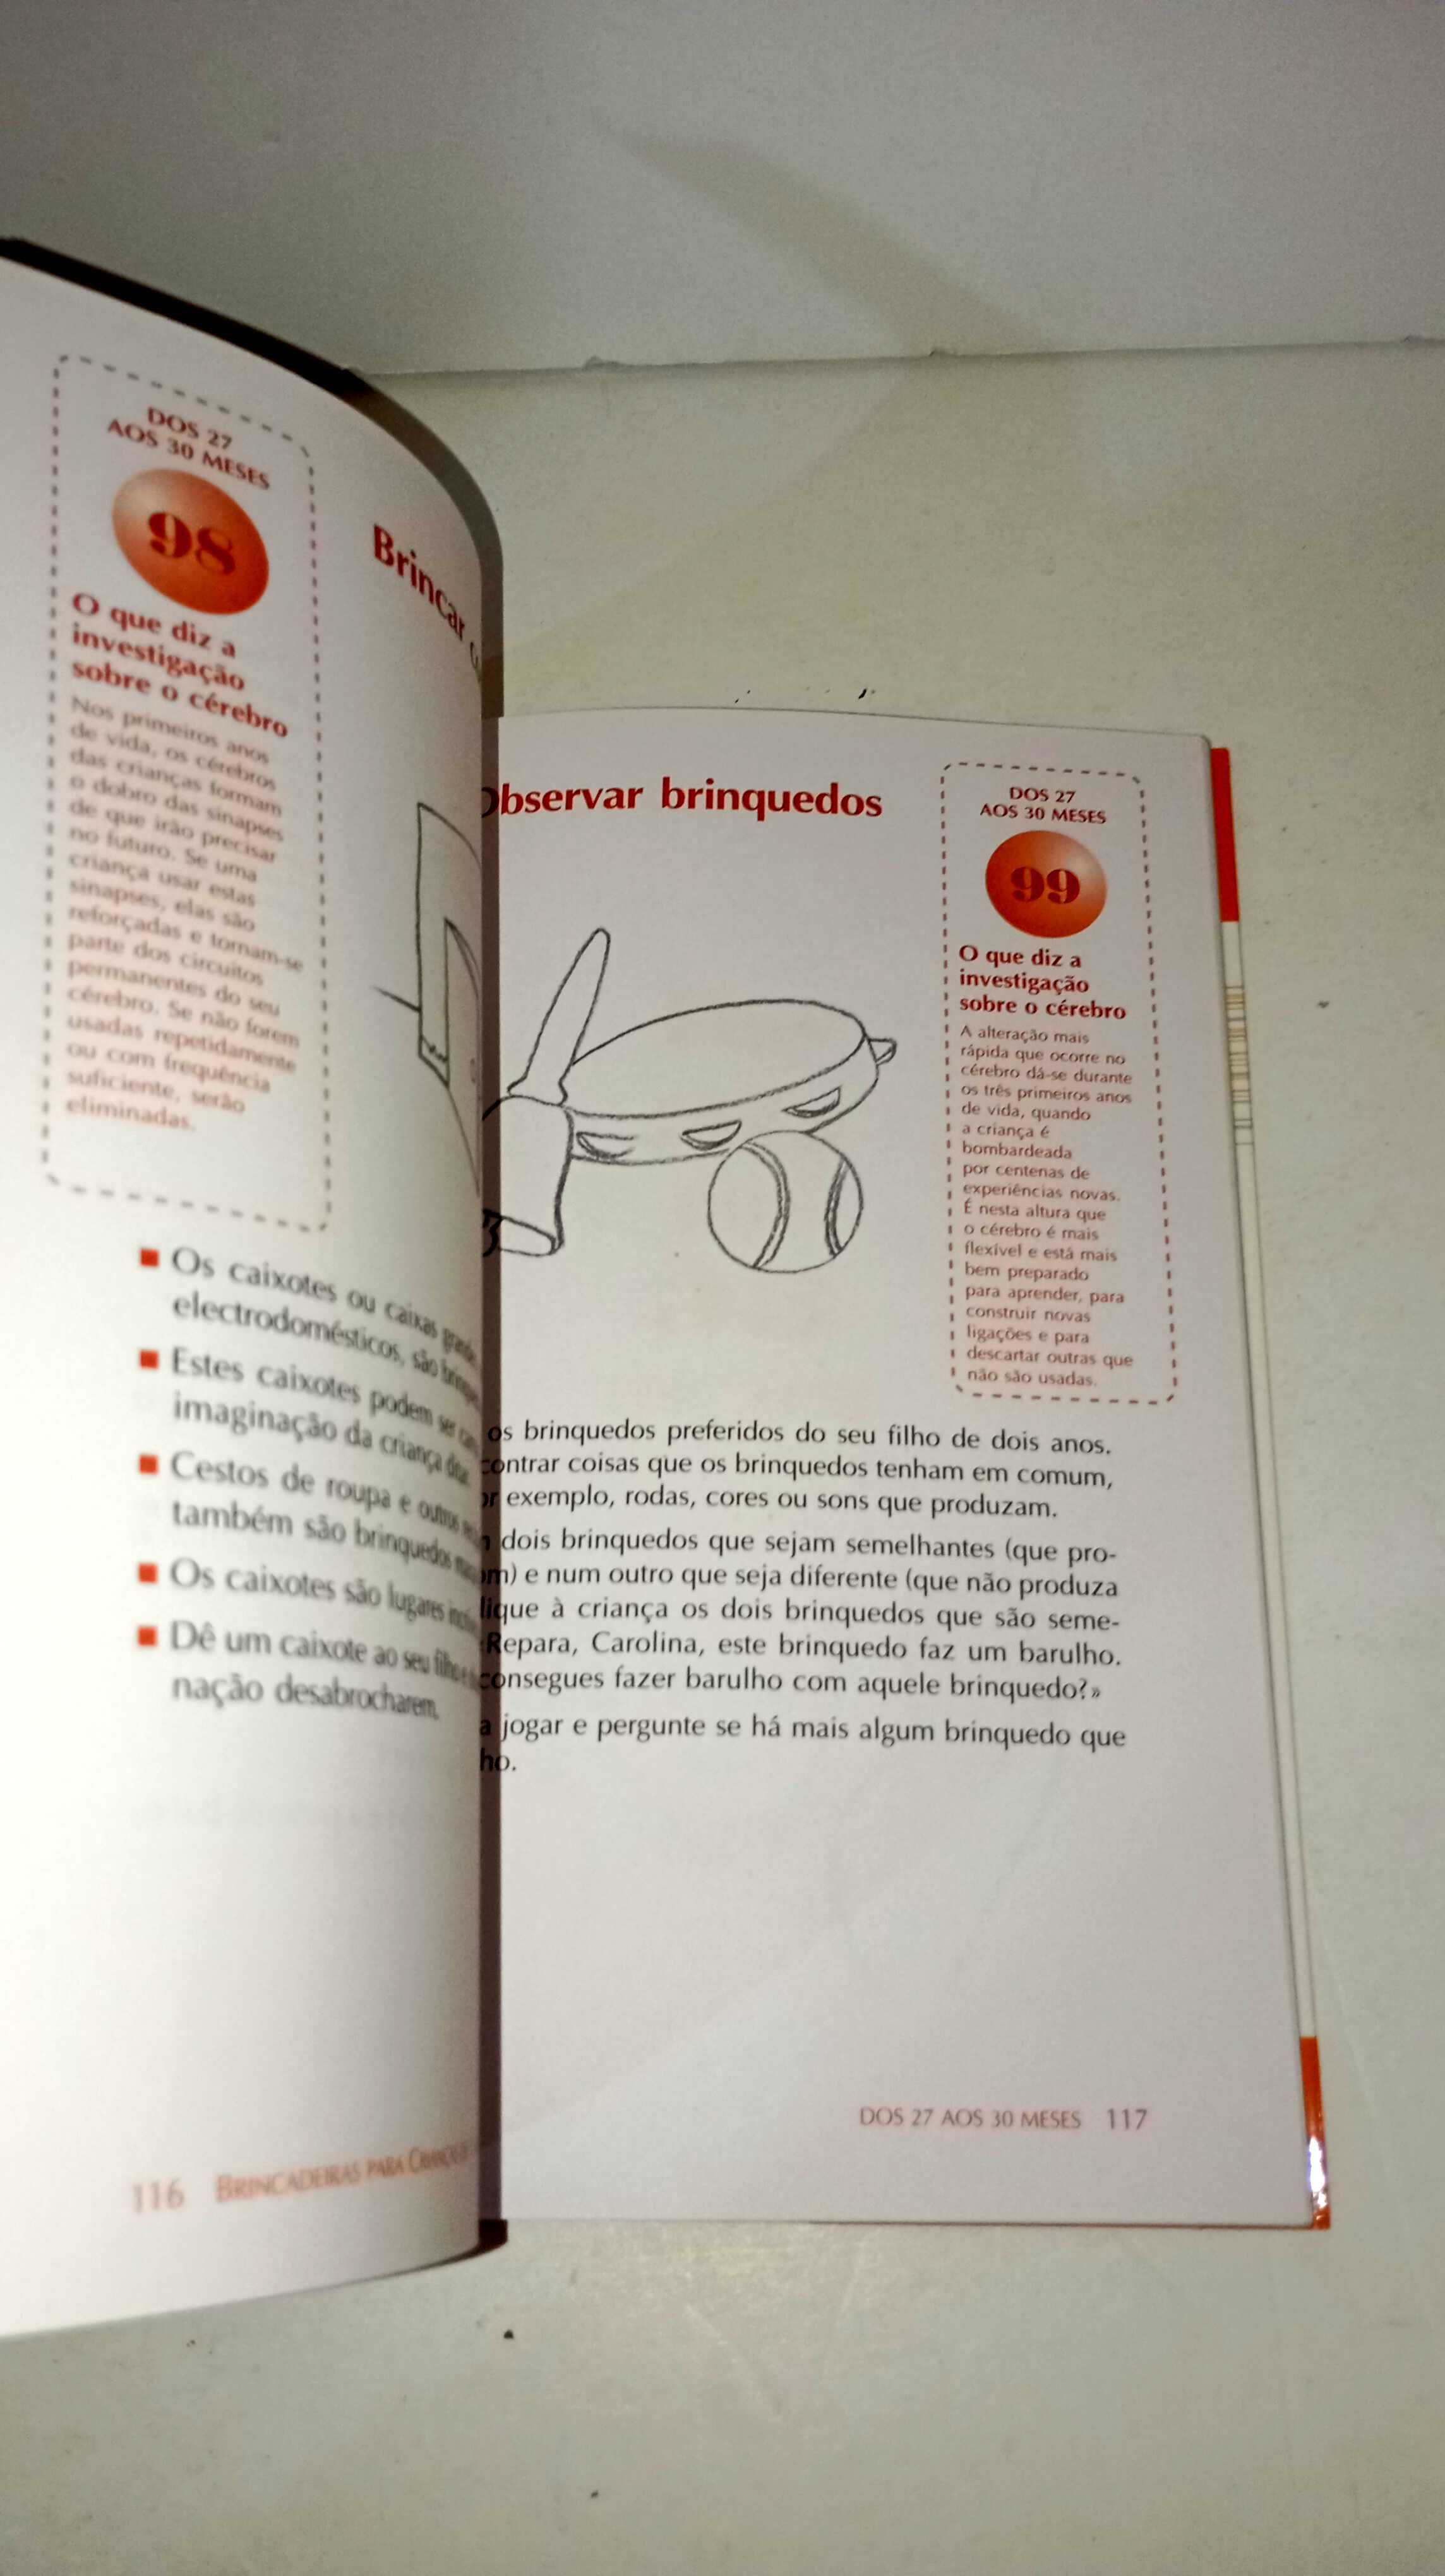 DOS 27
AOS 30 MESES
98
O que diz a
investigação
sobre o cérebro
Nos primeiros anos
de vida, os cérebros
das crianças formam
o dobro das sinapses
de que irão precisar
no futuro. Se uma
criança usar estas
sinapses, elas são
reforçadas e tornam-se
parte dos circuitos
permanentes do seu
cérebro. Se não forem
usadas repetidamente
ou com frequência
suficiente, serão
eliminadas.
Brincar
Os caixotes ou caixas
electrodomésticos, são
Estes caixotes podem ser
imaginação da criança
Cestos de roupa e outros
também são brinquedos
Os caixotes são lugares
Dê um caixote ao seu filho
nação desabrocharem.
116 BRINCADEIRAS PARA
Observar brinquedos
DOS 27
AOS 30 MESES
99
O que diz a
investigação
sobre o cérebro
A alteração mais
rápida que ocorre no
cérebro dá-se durante
os três primeiros anos
de vida, quando
a criança é
bombardeada
por centenas de
experiências novas.
É nesta altura que
o cérebro é mais
flexível e está mais
bem preparado
para aprender, para
construir novas
ligações e para
descartar outras que
não são usadas.
os brinquedos preferidos do seu filho de dois anos.
contrar coisas que os brinquedos tenham em comum,
or exemplo, rodas, cores ou sons que produzam.
dois brinquedos que sejam semelhantes (que pro-
m) e num outro que seja diferente (que não produza
lique à criança os dois brinquedos que são seme-
Repara, Carolina, este brinquedo faz um barulho.
consegues fazer barulho com aquele brinquedo?»
a jogar e pergunte se há mais algum brinquedo que
ho.
DOS 27 AOS 30 MESES 117